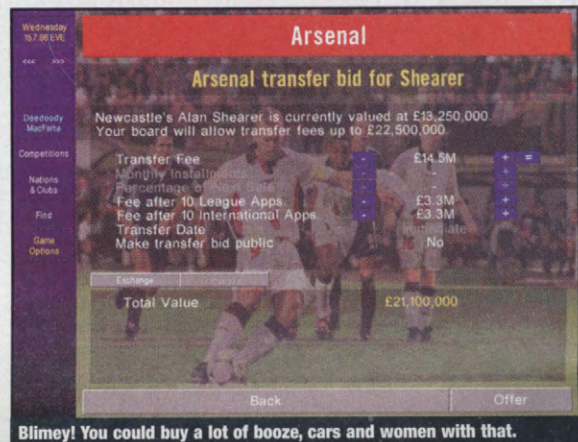 Wednesday
15.7.98 EVE
<<< >>>
Deedeedy
MacFarta
Competitions
Nations
& Clubs
Find
Game
Options
Arsenal
Arsenal transfer bid for Shearer
Newcastle's Alan Shearer is currently valued at £13,250,000.
Your board will allow transfer fees up to £22,500,000.
Transfer Fee - £14.5M + =
Monthly Installments - - +
Percentage of Next Sale - - +
Fee after 10 League Apps. - £3.3M +
Fee after 10 International Apps. - £3.3M +
Transfer Date Immediate
Make transfer bid public No
Exchange
Total Value £21,100,000
Back Offer
Blimey! You could buy a lot of booze, cars and women with that.